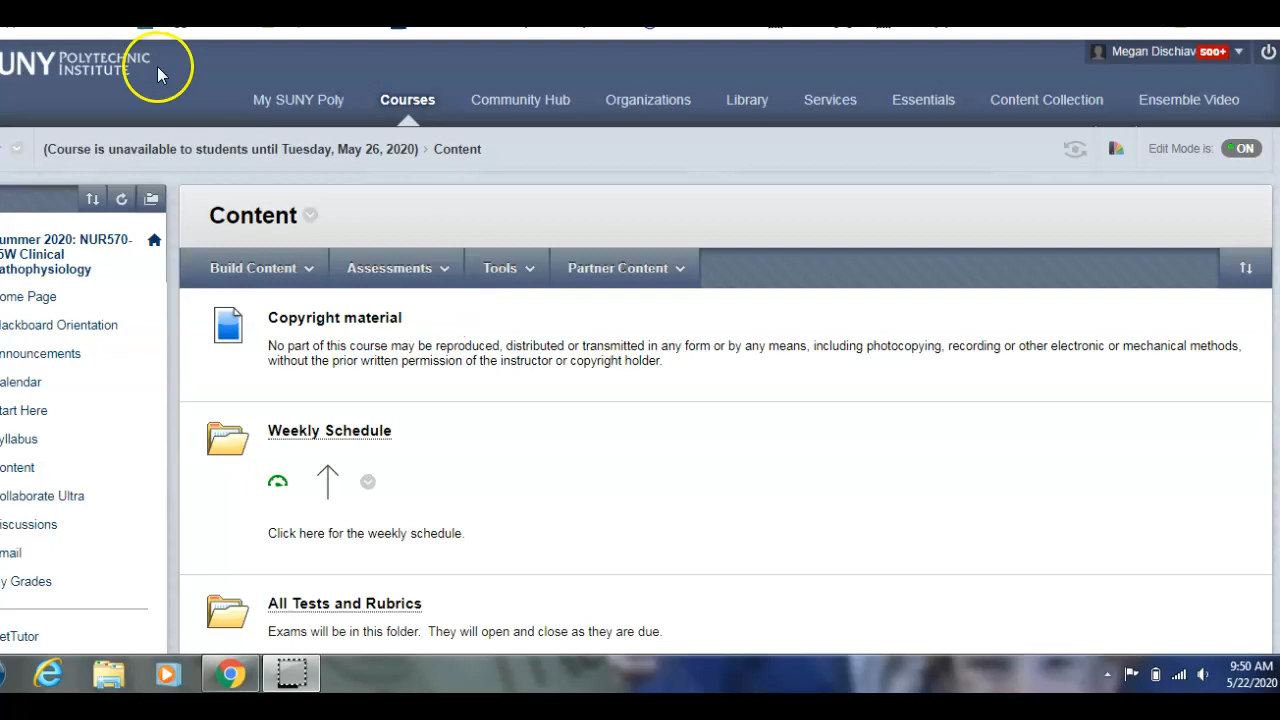 SUNY POLYTECHNIC
INSTITUTE
Megan Dischiav 500+
My SUNY Poly Courses Community Hub Organizations Library Services Essentials Content Collection Ensemble Video
(Course is unavailable to students until Tuesday, May 26, 2020) › Content
Edit Mode is: ON
Content
ummer 2020: NUR570-
5W Clinical
athophysiology
ome Page
lackboard Orientation
nnouncements
alendar
tart Here
yllabus
ontent
ollaborate Ultra
iscussions
mail
y Grades
etTutor
Build Content Assessments Tools Partner Content
Copyright material
No part of this course may be reproduced, distributed or transmitted in any form or by any means, including photocopying, recording or other electronic or mechanical methods,
without the prior written permission of the instructor or copyright holder.
Weekly Schedule
Click here for the weekly schedule.
All Tests and Rubrics
Exams will be in this folder. They will open and close as they are due.
9:50 AM
5/22/2020